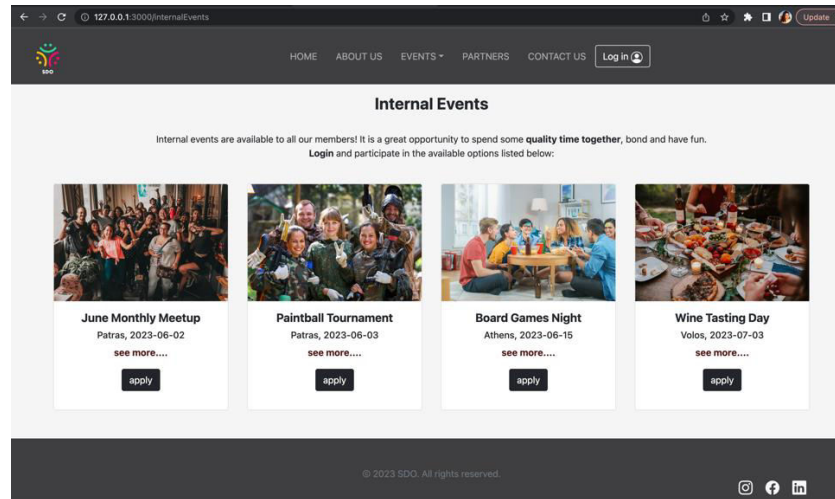 127.0.0.1:3000/internalEvents
Update
SDO
HOME ABOUT US EVENTS PARTNERS CONTACT US Log in
Internal Events
Internal events are available to all our members! It is a great opportunity to spend some quality time together, bond and have fun.
Login and participate in the available options listed below:
June Monthly Meetup
Patras, 2023-06-02
see more....
apply
Paintball Tournament
Patras, 2023-06-03
see more....
apply
Board Games Night
Athens, 2023-06-15
see more....
apply
Wine Tasting Day
Volos, 2023-07-03
see more....
apply
© 2023 SDO. All rights reserved.